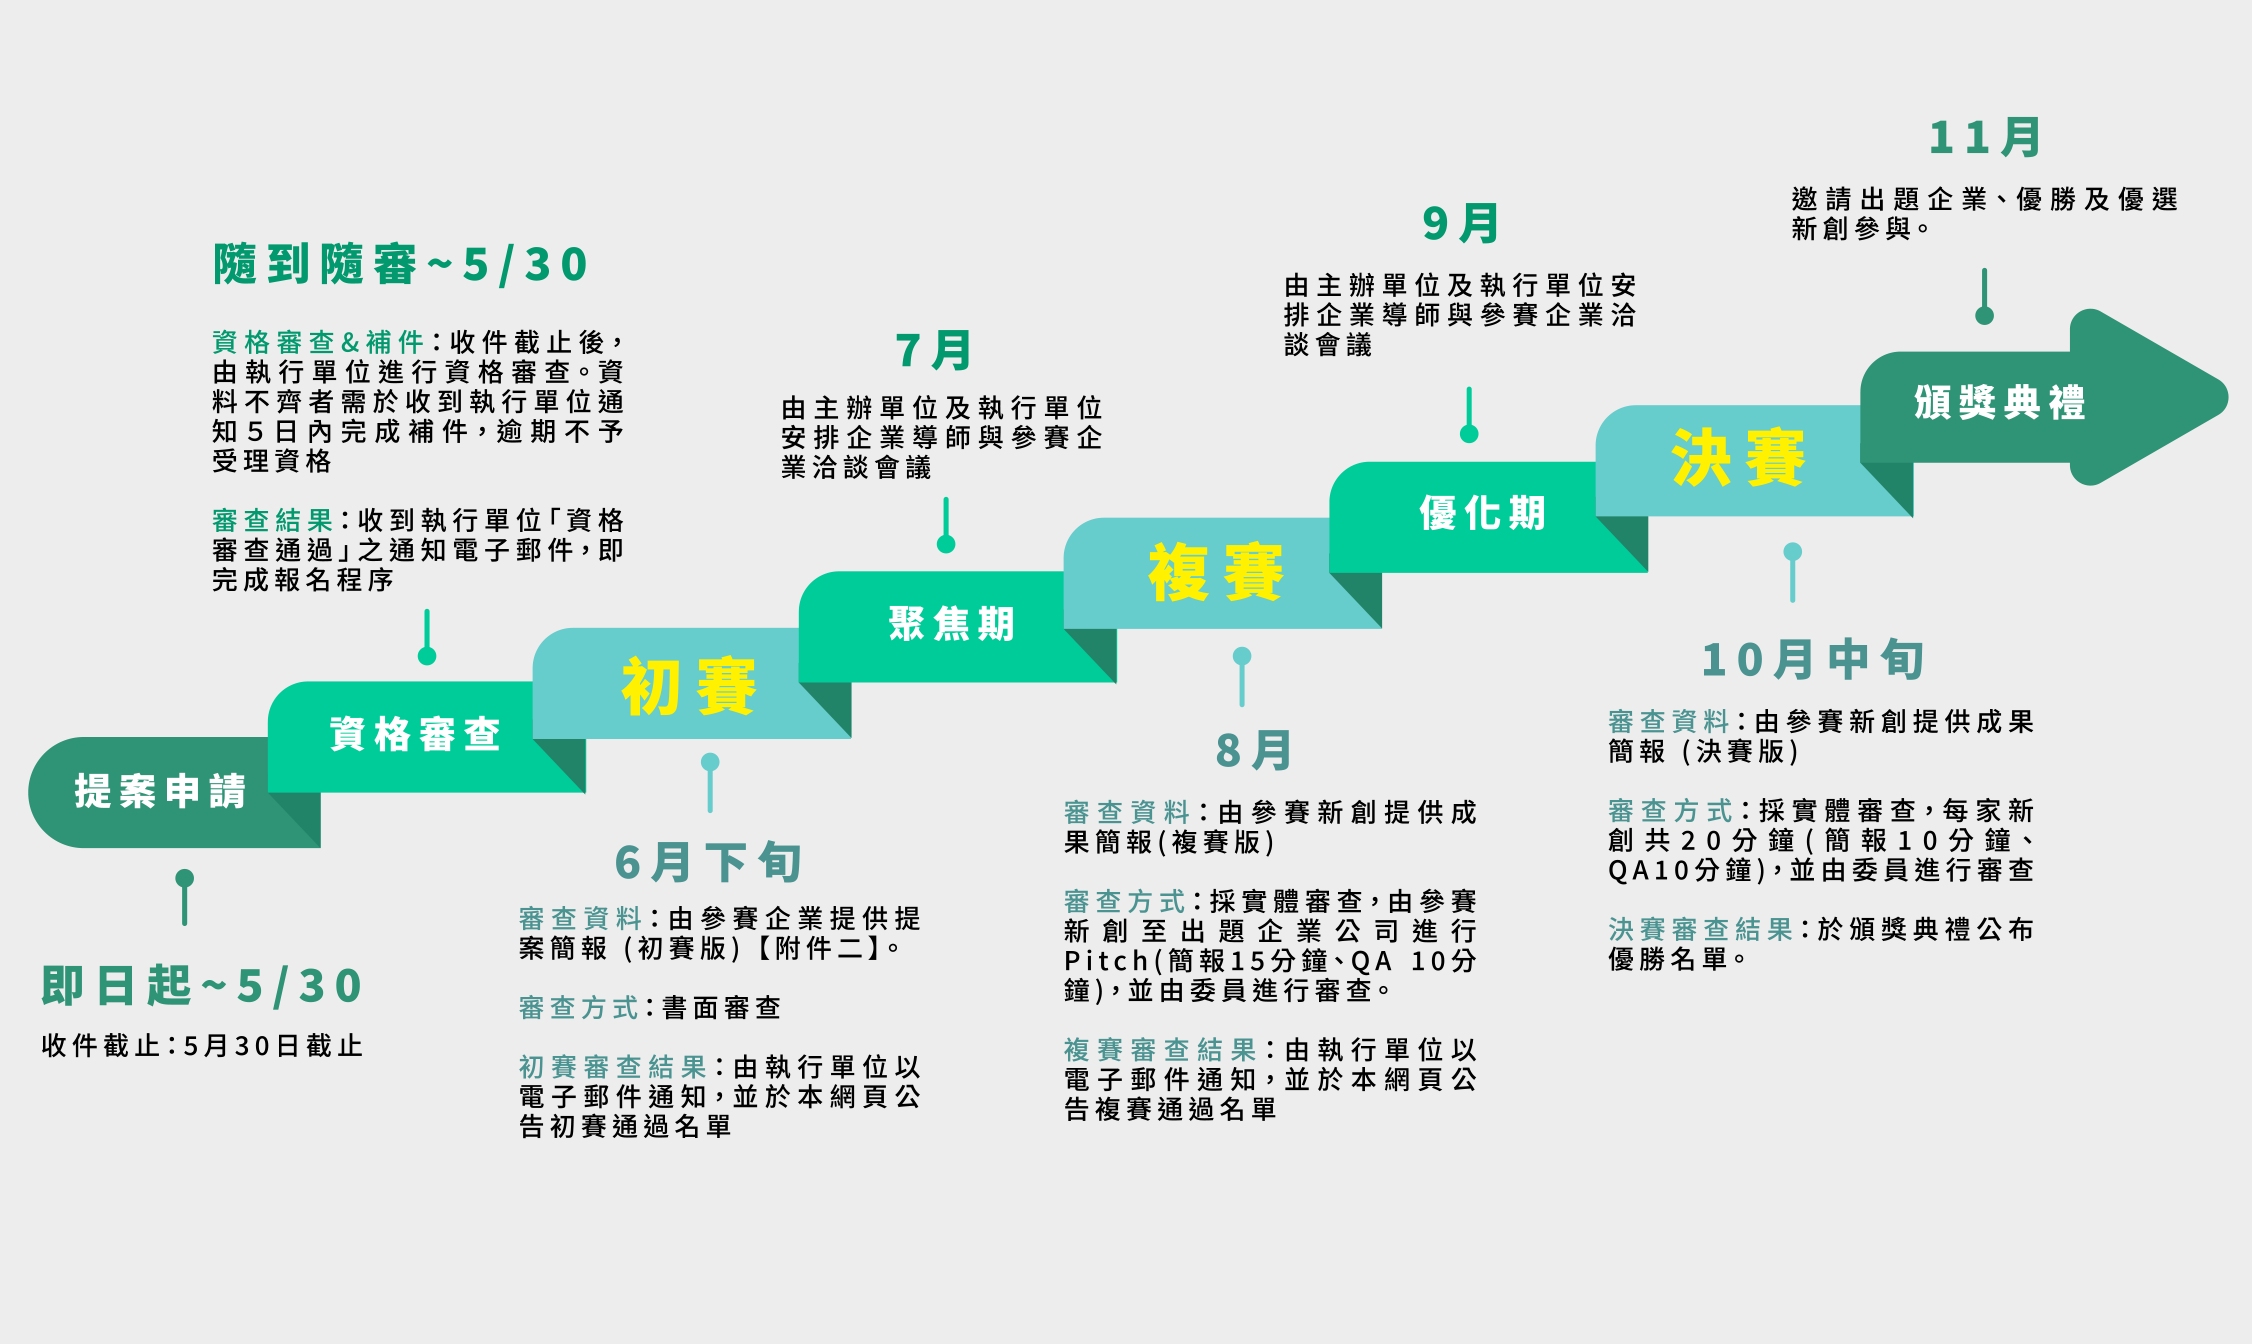 提案申請
即日起~5/30
收件截止：5月30日截止
隨到隨審~5/30
資格審查&補件：收件截止後，
由執行單位進行資格審查。資
料不齊者需於收到執行單位通
知5日內完成補件，逾期不予
受理資格
審查結果：收到執行單位「資格
審查通過」之通知電子郵件，即
完成報名程序
資格審查
初賽
6月下旬
審查資料：由參賽企業提供提
案簡報 (初賽版)【附件二】。
審查方式：書面審查
初賽審查結果：由執行單位以
電子郵件通知，並於本網頁公
告初賽通過名單
7月
由主辦單位及執行單位
安排企業導師與參賽企
業洽談會議
聚焦期
複賽
8月
審查資料：由參賽新創提供成
果簡報(複賽版)
審查方式：採實體審查，由參賽
新創至出題企業公司進行
Pitch(簡報15分鐘、QA 10分
鐘)，並由委員進行審查。
複賽審查結果：由執行單位以
電子郵件通知，並於本網頁公
告複賽通過名單
9月
由主辦單位及執行單位安
排企業導師與參賽企業洽
談會議
優化期
決賽
10月中旬
審查資料：由參賽新創提供成果
簡報 (決賽版)
審查方式：採實體審查，每家新
創共20分鐘(簡報10分鐘、
QA10分鐘)，並由委員進行審查
決賽審查結果：於頒獎典禮公布
優勝名單。
11月
邀請出題企業、優勝及優選
新創參與。
頒獎典禮